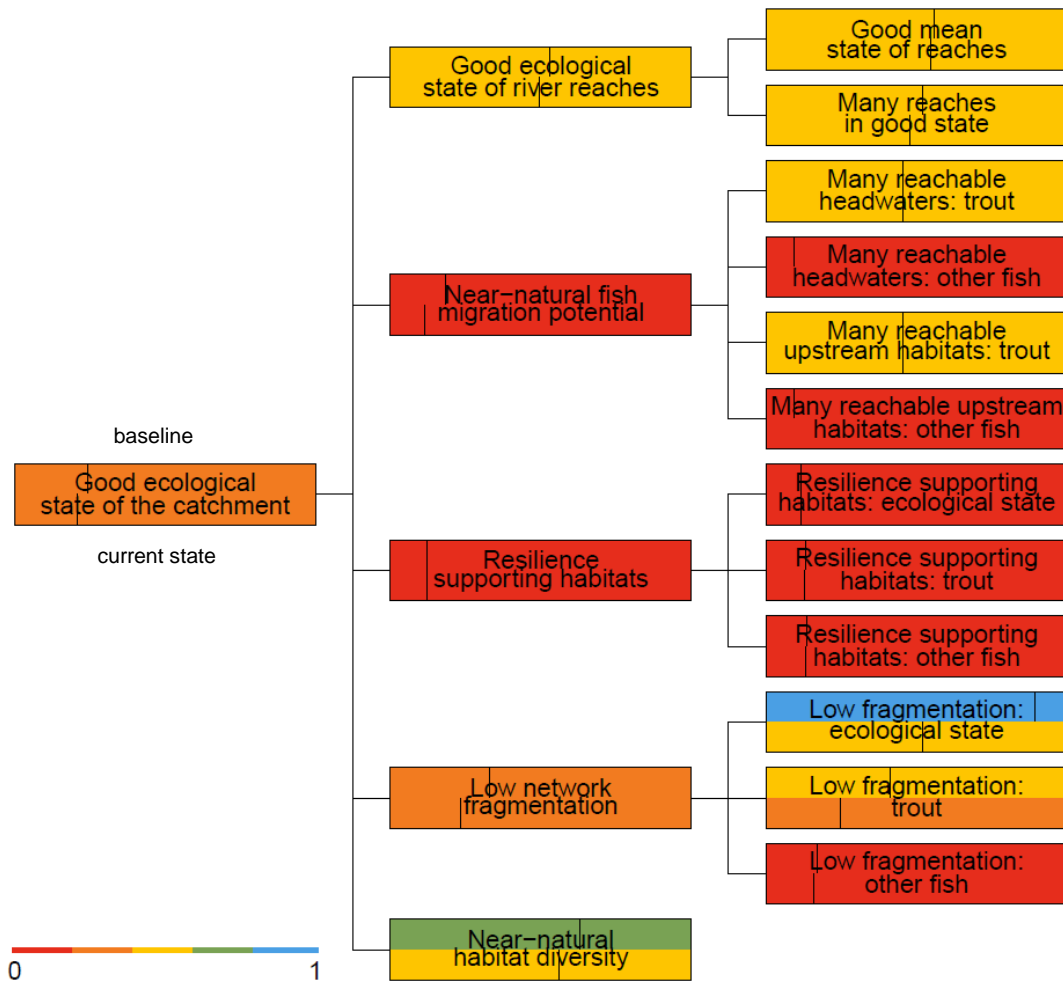 Good mean
state of reaches
Good ecological
state of river reaches
Many reaches
in good state
Many reachable
headwaters: trout
Many reachable
headwaters: other fish
Near−natural fish
migration potential
Many reachable
upstream habitats: trout
Many reachable upstream
habitats: other fish
baseline
Good ecological
state of the catchment
current state
Resilience supporting
habitats: ecological state
Resilience
supporting habitats
Resilience supporting
habitats: trout
Resilience supporting
habitats: other fish
Low fragmentation:
ecological state
Low network
fragmentation
Low fragmentation:
trout
Low fragmentation:
other fish
Near−natural
habitat diversity
0 1